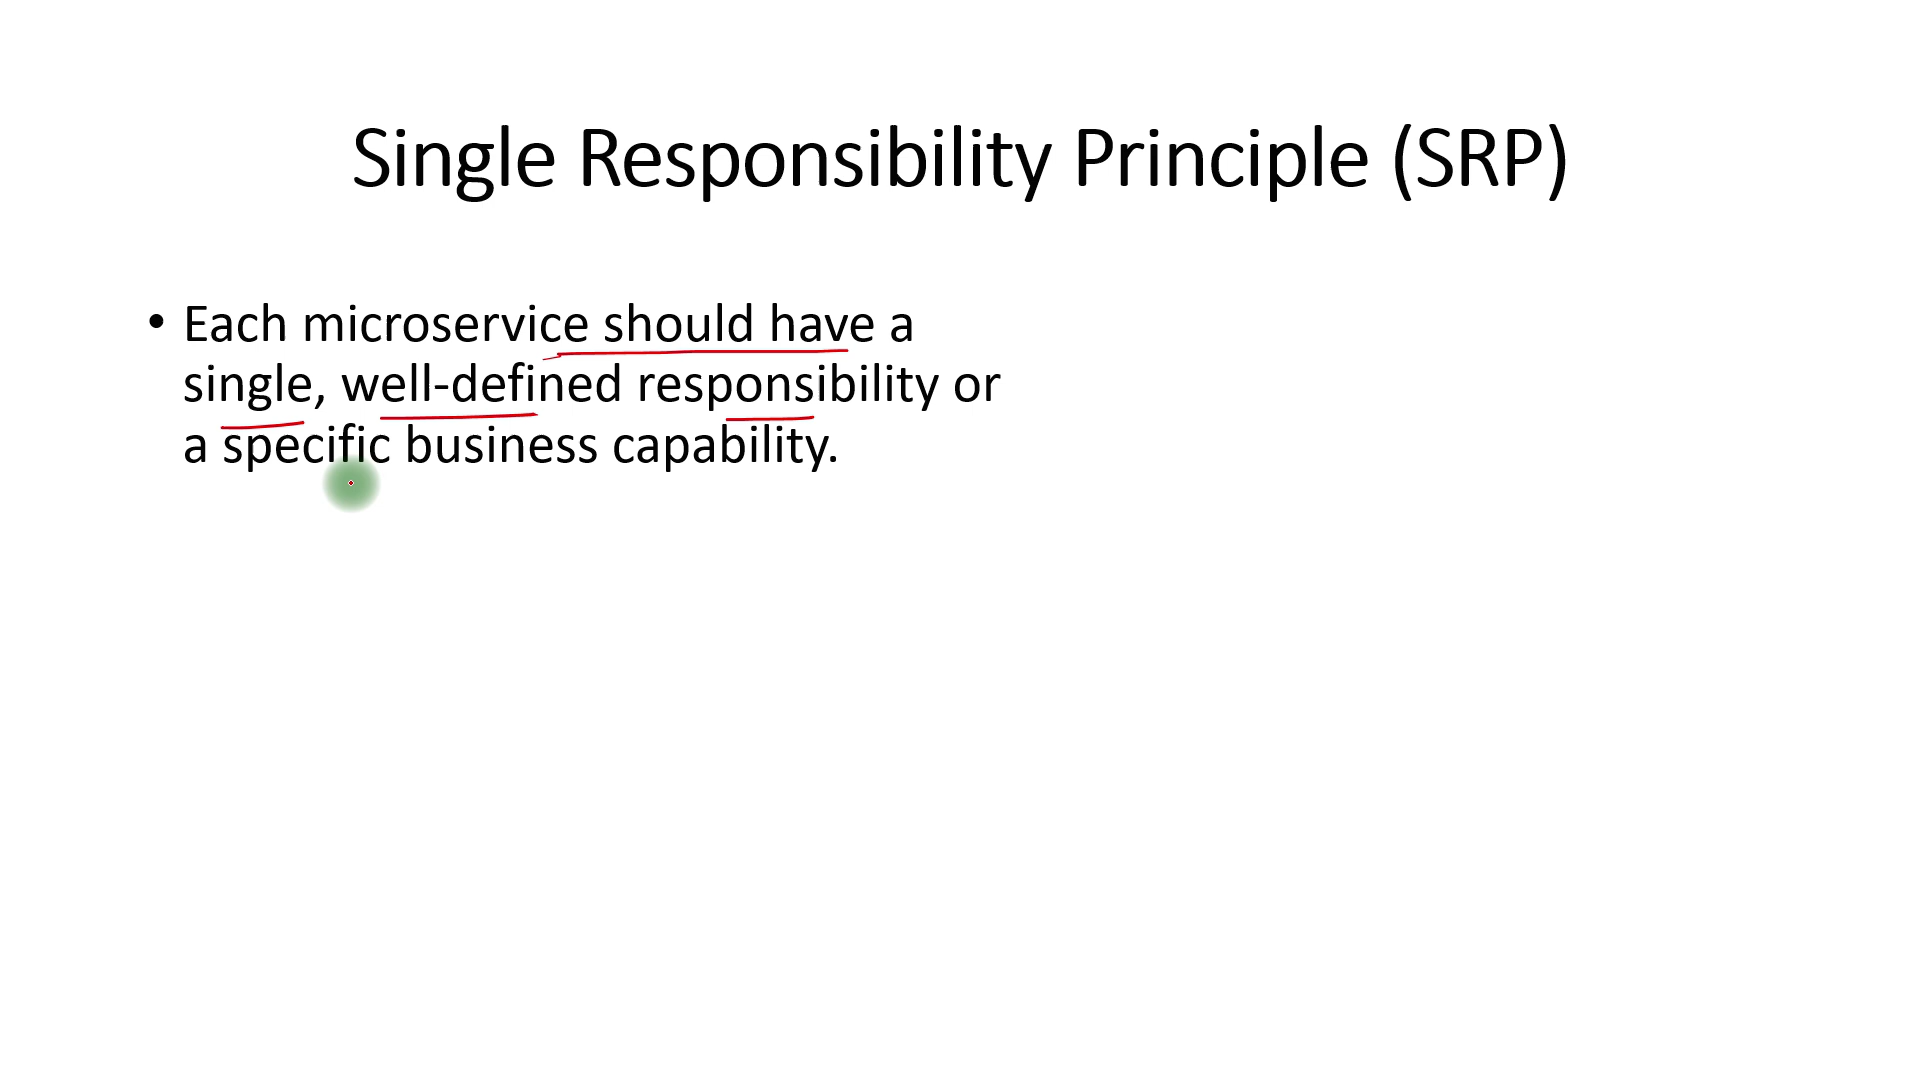 Single Responsibility Principle (SRP)
• Each microservice should have a
single, well-defined responsibility or
a specific business capability.